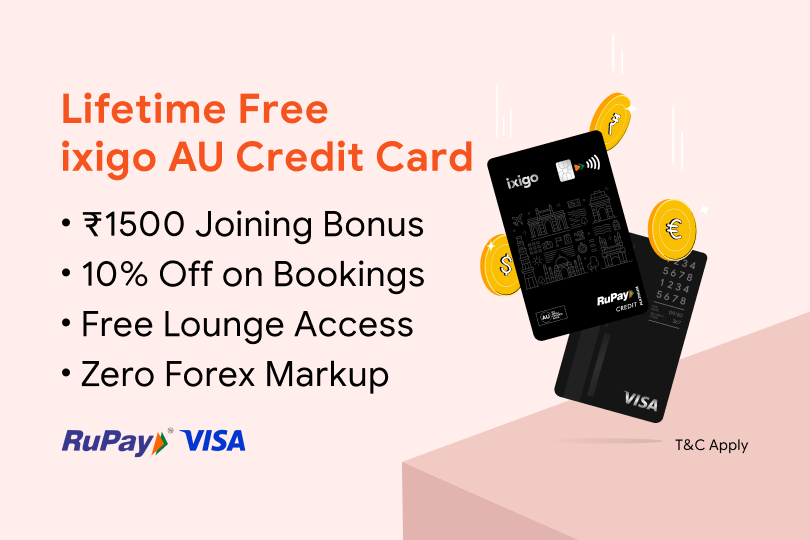 Lifetime Free
ixigo AU Credit Card
• ₹1500 Joining Bonus
• 10% Off on Bookings
• Free Lounge Access
• Zero Forex Markup
RuPay VISA
T&C Apply
ixigo
AU
RuPay
CREDIT
₹
$
€
1234
5678
1234
5678
VISA